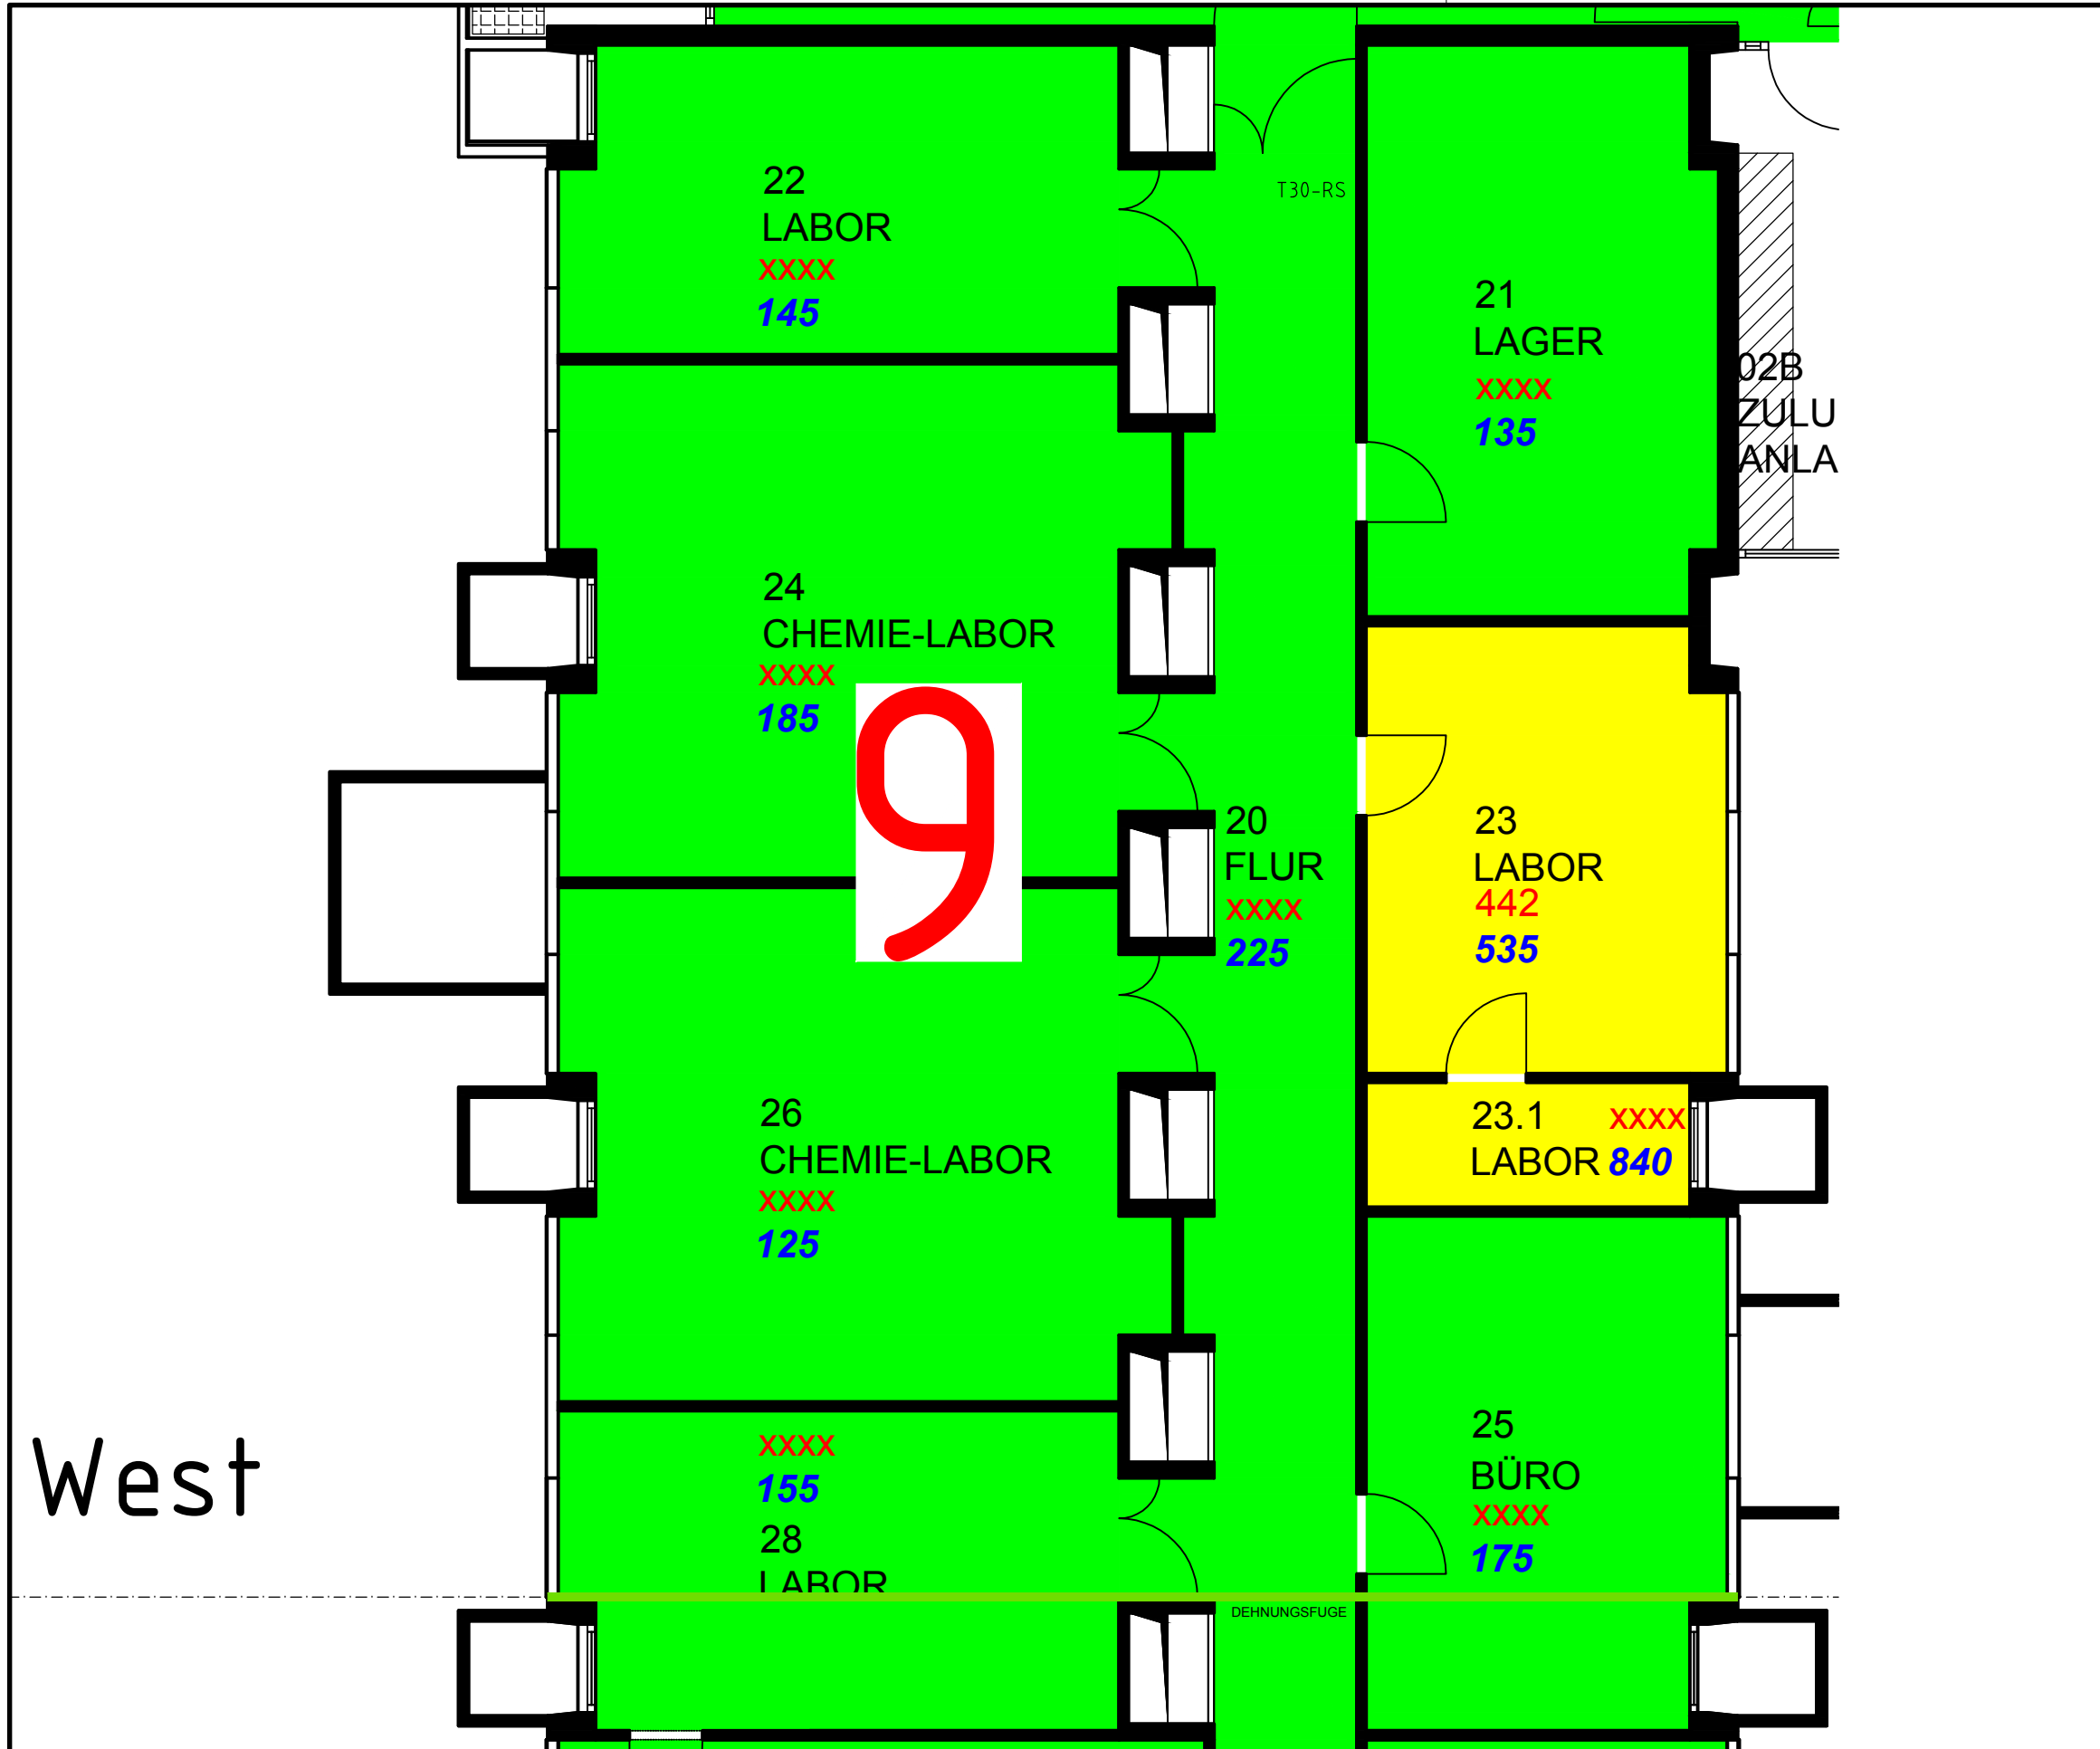 22
LABOR
xxxx
145
T30-RS
21
LAGER
xxxx
135
02B
ZULU
ANLA
24
CHEMIE-LABOR
xxxx
185
9
20
FLUR
xxxx
225
23
LABOR
442
535
26
CHEMIE-LABOR
xxxx
125
23.1 xxxx
LABOR 840
West
xxxx
155
28
LABOR
25
BÜRO
xxxx
175
DEHNUNGSFUGE